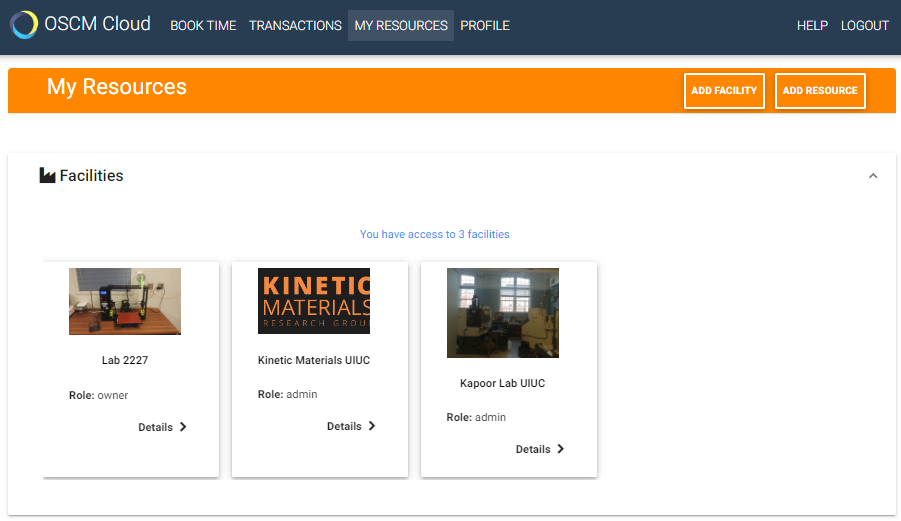 OSCM Cloud BOOK TIME TRANSACTIONS MY RESOURCES PROFILE HELP LOGOUT
My Resources ADD FACILITY ADD RESOURCE
Facilities
You have access to 3 facilities
KINETIC
MATERIALS
RESEARCH GROU
Lab 2227
Role: owner
Details
Kinetic Materials UIUC
Role: admin
Details
Kapoor Lab UIUC
Role: admin
Details